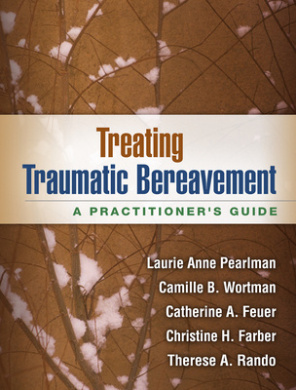 Treating
Traumatic Bereavement
A PRACTITIONER'S GUIDE
Laurie Anne Pearlman
Camille B. Wortman
Catherine A. Feuer
Christine H. Farber
Therese A. Rando